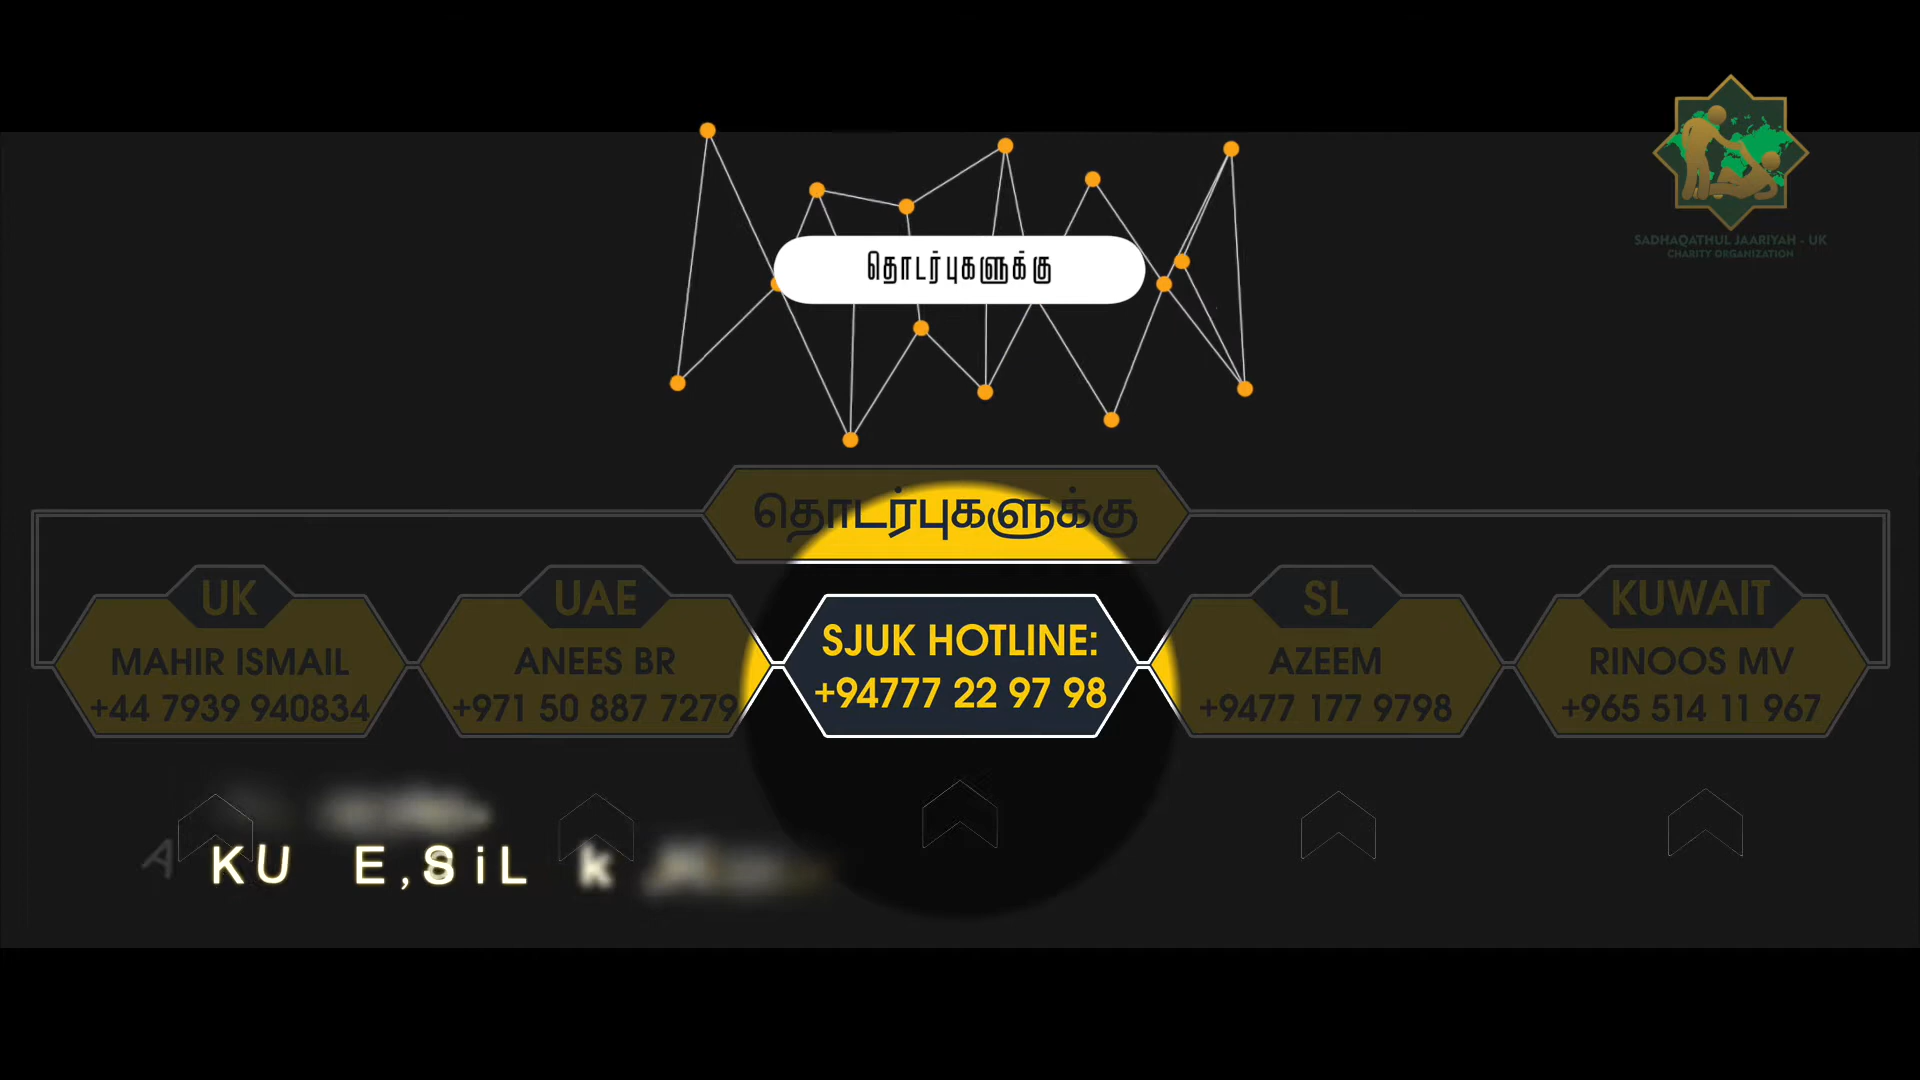 SADHAQATHUL JAARIYAH - UK
CHARITY ORGANIZATION
தொடர்புகளுக்கு
தொடர்புகளுக்கு
UK
MAHIR ISMAIL
+44 7939 940834
UAE
ANEES BR
+971 50 887 7279
SJUK HOTLINE:
+94777 22 97 98
SL
AZEEM
+9477 177 9798
KUWAIT
RINOOS MV
+965 514 11 967